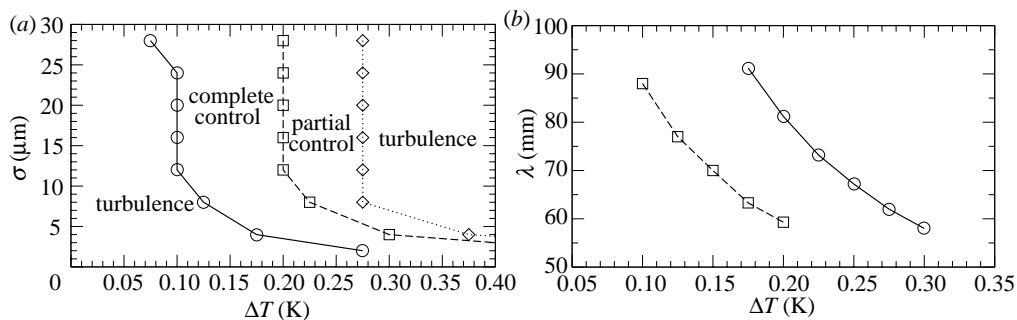 (a)
30
25
20
15
10
5
0
σ (μm)
complete
control
partial
control
turbulence
turbulence
0.05 0.10 0.15 0.20 0.25 0.30 0.35 0.40
ΔT (K)
(b)
100
90
80
70
60
50
λ (mm)
0.05 0.10 0.15 0.20 0.25 0.30 0.35
ΔT (K)